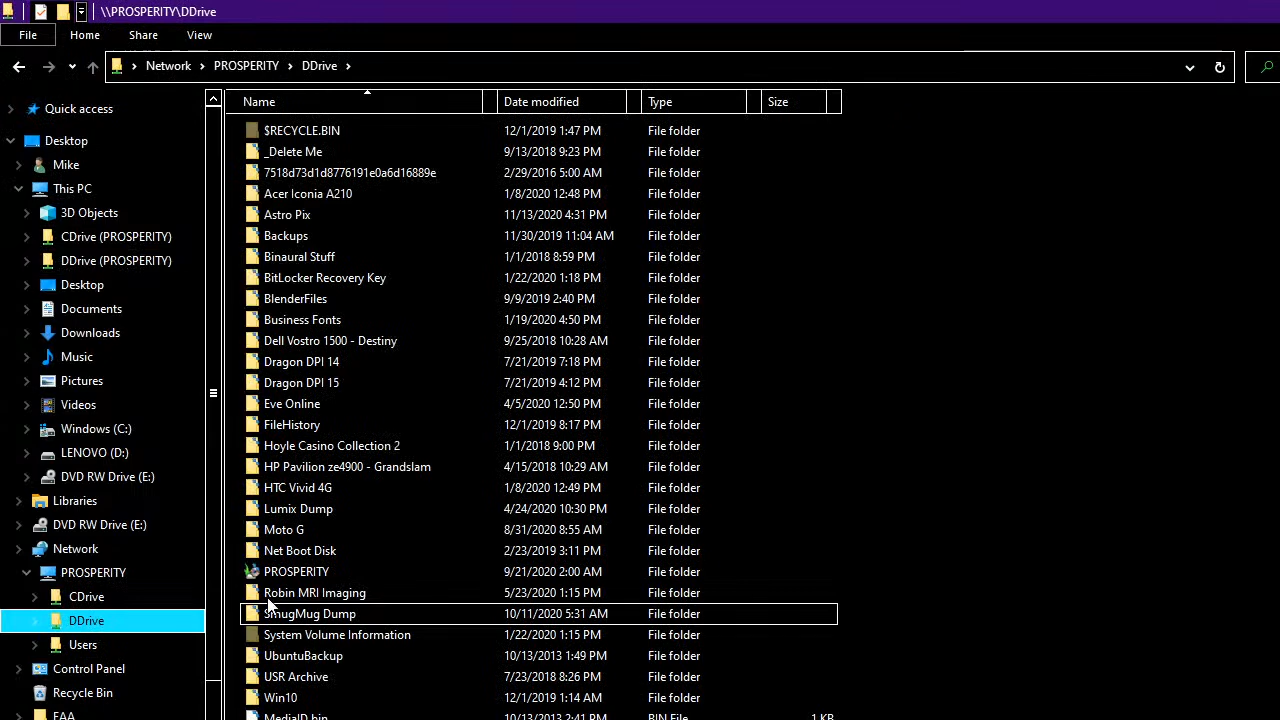 \\PROSPERITY\DDrive
File Home Share View
Network PROSPERITY DDrive
Quick access
Desktop
Mike
This PC
3D Objects
CDrive (PROSPERITY)
DDrive (PROSPERITY)
Desktop
Documents
Downloads
Music
Pictures
Videos
Windows (C:)
LENOVO (D:)
DVD RW Drive (E:)
Libraries
DVD RW Drive (E:)
Network
PROSPERITY
CDrive
DDrive
Users
Control Panel
Recycle Bin
FAA
Name Date modified Type Size
$RECYCLE.BIN 12/1/2019 1:47 PM File folder
_Delete Me 9/13/2018 9:23 PM File folder
7518d73d1d8776191e0a6d16889e 2/29/2016 5:00 AM File folder
Acer Iconia A210 1/8/2020 12:48 PM File folder
Astro Pix 11/13/2020 4:31 PM File folder
Backups 11/30/2019 11:04 AM File folder
Binaural Stuff 1/1/2018 8:59 PM File folder
BitLocker Recovery Key 1/22/2020 1:18 PM File folder
BlenderFiles 9/9/2019 2:40 PM File folder
Business Fonts 1/19/2020 4:50 PM File folder
Dell Vostro 1500 - Destiny 9/25/2018 10:28 AM File folder
Dragon DPI 14 7/21/2019 7:18 PM File folder
Dragon DPI 15 7/21/2019 4:12 PM File folder
Eve Online 4/5/2020 12:50 PM File folder
FileHistory 12/1/2019 8:17 PM File folder
Hoyle Casino Collection 2 1/1/2018 9:00 PM File folder
HP Pavilion ze4900 - Grandslam 4/15/2018 10:29 AM File folder
HTC Vivid 4G 1/8/2020 12:49 PM File folder
Lumix Dump 4/24/2020 10:30 PM File folder
Moto G 8/31/2020 8:55 AM File folder
Net Boot Disk 2/23/2019 3:11 PM File folder
PROSPERITY 9/21/2020 2:00 AM File folder
Robin MRI Imaging 5/23/2020 1:15 PM File folder
SmugMug Dump 10/11/2020 5:31 AM File folder
System Volume Information 1/22/2020 1:15 PM File folder
UbuntuBackup 10/13/2013 1:49 PM File folder
USR Archive 7/23/2018 8:26 PM File folder
Win10 12/1/2019 1:14 AM File folder
MediaID.bin 10/13/2013 2:41 PM BIN File 1 KB